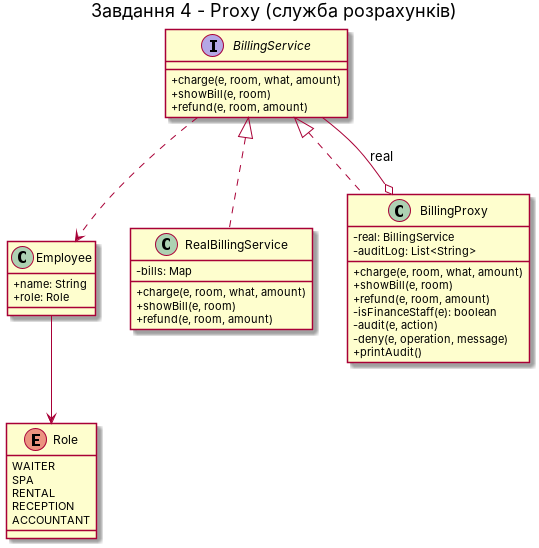 Завдання 4 - Proxy (служба розрахунків)
I BillingService
+charge(e, room, what, amount)
+showBill(e, room)
+refund(e, room, amount)
real
C Employee
+name: String
+role: Role
C RealBillingService
-bills: Map
+charge(e, room, what, amount)
+showBill(e, room)
+refund(e, room, amount)
C BillingProxy
-real: BillingService
-auditLog: List<String>
+charge(e, room, what, amount)
+showBill(e, room)
+refund(e, room, amount)
-isFinanceStaff(e): boolean
-audit(e, action)
-deny(e, operation, message)
+printAudit()
E Role
WAITER
SPA
RENTAL
RECEPTION
ACCOUNTANT